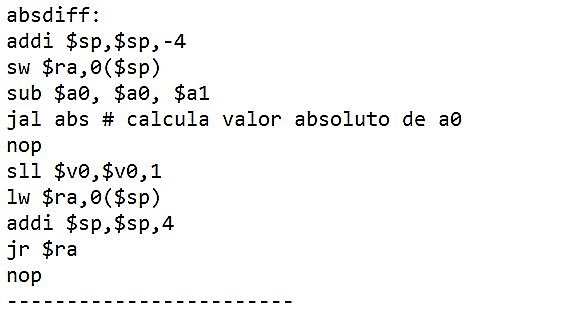 absdiff:
addi $sp,$sp,-4
sw $ra,0($sp)
sub $a0, $a0, $a1
jal abs # calcula valor absoluto de a0
nop
sll $v0,$v0,1
lw $ra,0($sp)
addi $sp,$sp,4
jr $ra
nop
------------------------